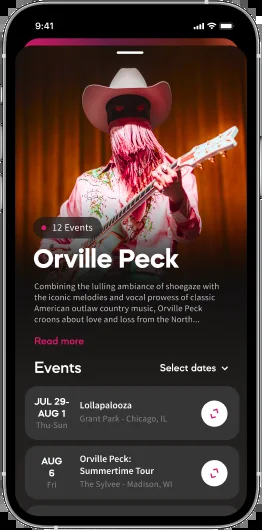 9:41
12 Events
Orville Peck
Combining the lulling ambiance of shoegaze with
the iconic melodies and vocal prowess of classic
American outlaw country music, Orville Peck
croons about love and loss from the North...
Read more
Events
Select dates
JUL 29-
AUG 1
Thu-Sun
Lollapalooza
Grant Park - Chicago, IL
AUG
6
Fri
Orville Peck:
Summertime Tour
The Sylvee - Madison, WI